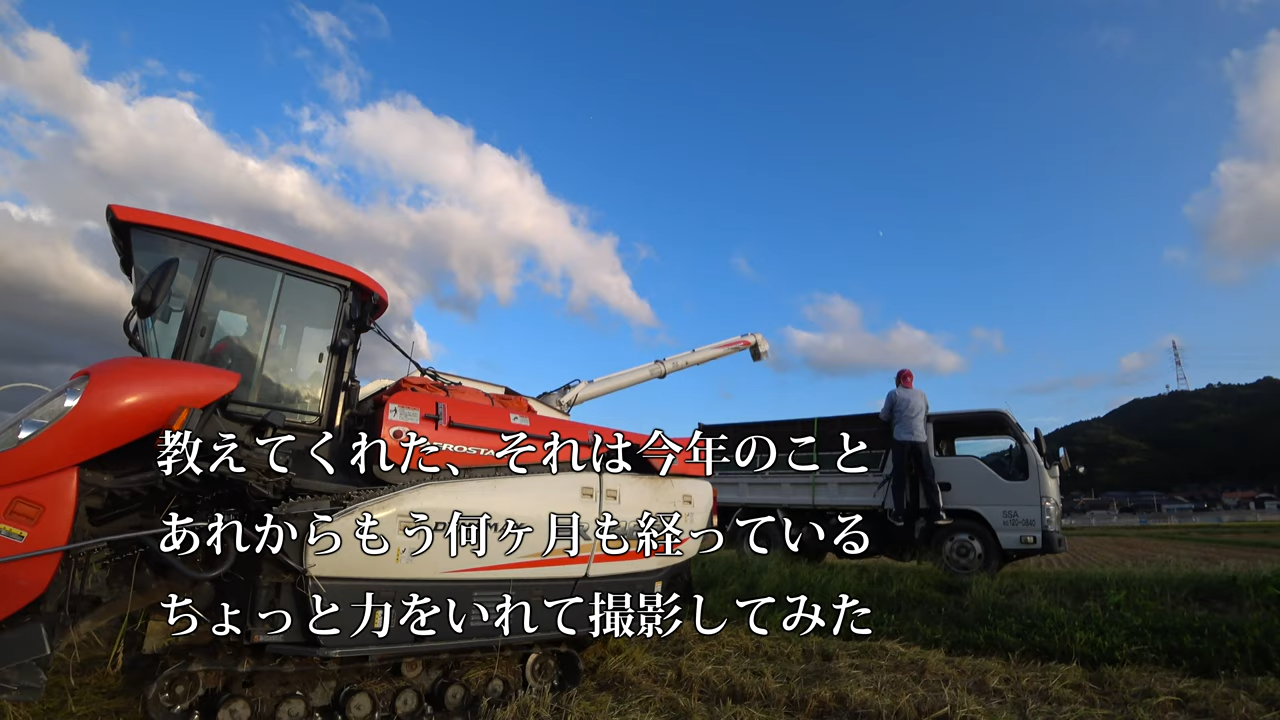 教えてくれた、それは今年のこと
あれからもう何ヶ月も経っている
ちょっと力をいれて撮影してみた
SSA